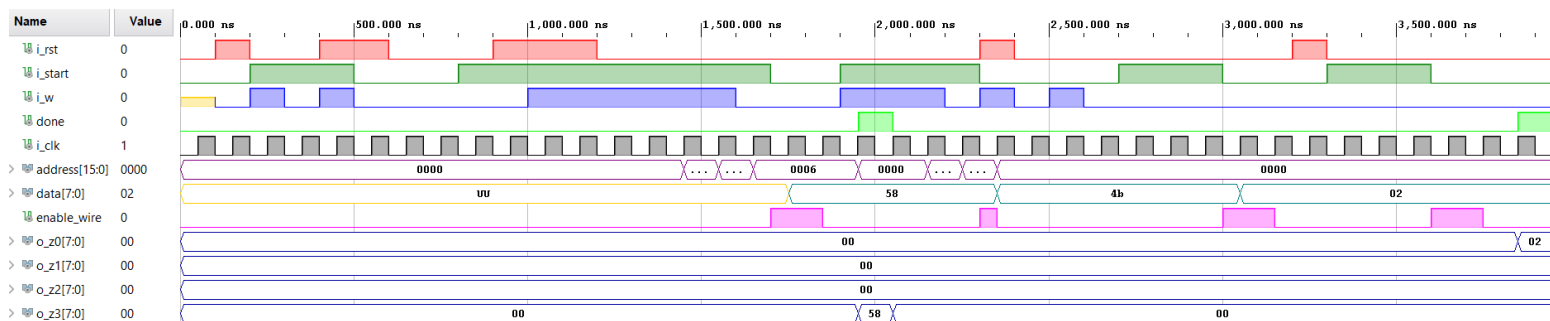 Name Value 0.000 ns 500.000 ns 1,000.000 ns 1,500.000 ns 2,000.000 ns 2,500.000 ns 3,000.000 ns 3,500.000 ns
i_rst 0
i_start 0
i_w 0
done 0
i_clk 1
address[15:0] 0000 0000 ... ... 0006 0000 ... ... 0000
data[7:0] 02 UU 58 4b 02
enable_wire 0
o_z0[7:0] 00 00 02
o_z1[7:0] 00 00
o_z2[7:0] 00 00
o_z3[7:0] 00 00 58 00